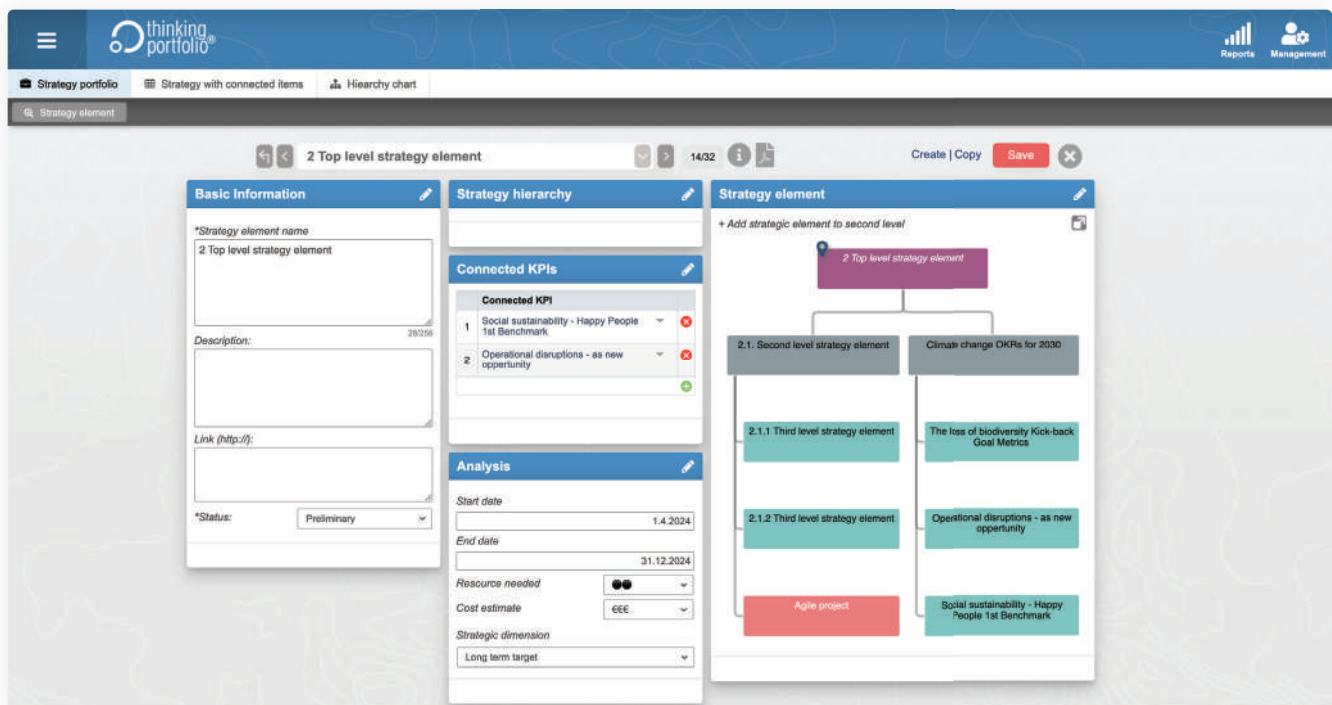 thinking
portfolio®
Reports
Management
Strategy portfolio
Strategy with connected items
Hiearchy chart
Strategy element
2 Top level strategy element
14/32
Create | Copy
Save
Basic Information
*Strategy element name
2 Top level strategy element
28/256
Description:
Link (http://):
*Status:
Preliminary
Strategy hierarchy
Connected KPIs
Connected KPI
1
Social sustainability - Happy People
1st Benchmark
2
Operational disruptions - as new
oppertunity
Analysis
Start date
1.4.2024
End date
31.12.2024
Resource needed
Cost estimate
€€€
Strategic dimension
Long term target
Strategy element
+ Add strategic element to second level
2 Top level strategy element
2.1. Second level strategy element
Climate change OKRs for 2030
2.1.1 Third level strategy element
The loss of biodiversity Kick-back
Goal Metrics
2.1.2 Third level strategy element
Operational disruptions - as new
oppertunity
Agile project
Social sustainability - Happy
People 1st Benchmark